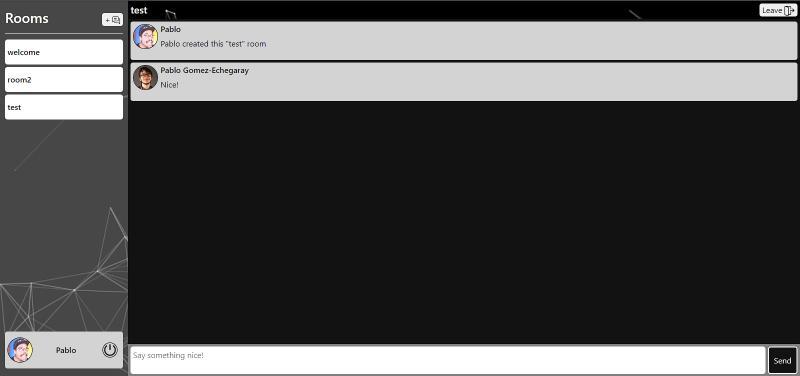 Rooms
+
welcome
room2
test
Pablo
test
Leave
Pablo
Pablo created this "test" room
Pablo Gomez-Echegaray
Nice!
Say something nice!
Send